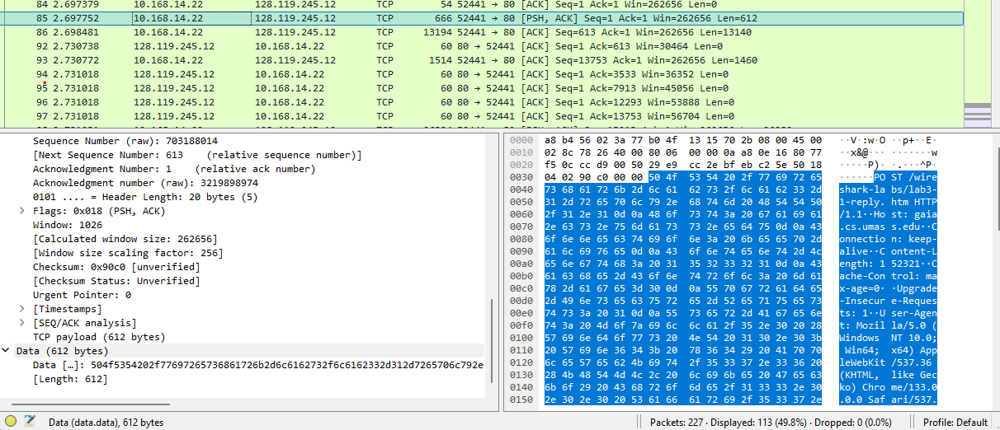 84 2.697379 10.168.14.22 128.119.245.12 TCP 54 52441 → 80 [ACK] Seq=1 Ack=1 Win=262656 Len=0
85 2.697752 10.168.14.22 128.119.245.12 TCP 666 52441 → 80 [PSH, ACK] Seq=1 Ack=1 Win=262656 Len=612
86 2.698481 10.168.14.22 128.119.245.12 TCP 13194 52441 → 80 [ACK] Seq=613 Ack=1 Win=262656 Len=13140
92 2.730738 128.119.245.12 10.168.14.22 TCP 60 80 → 52441 [ACK] Seq=1 Ack=613 Win=30464 Len=0
93 2.730772 10.168.14.22 128.119.245.12 TCP 1514 52441 → 80 [ACK] Seq=13753 Ack=1 Win=262656 Len=1460
94 2.731018 128.119.245.12 10.168.14.22 TCP 60 80 → 52441 [ACK] Seq=1 Ack=3533 Win=36352 Len=0
95 2.731018 128.119.245.12 10.168.14.22 TCP 60 80 → 52441 [ACK] Seq=1 Ack=7913 Win=45056 Len=0
96 2.731018 128.119.245.12 10.168.14.22 TCP 60 80 → 52441 [ACK] Seq=1 Ack=12293 Win=53888 Len=0
97 2.731018 128.119.245.12 10.168.14.22 TCP 60 80 → 52441 [ACK] Seq=1 Ack=13753 Win=56704 Len=0
Sequence Number (raw): 703188014
[Next Sequence Number: 613 (relative sequence number)]
Acknowledgment Number: 1 (relative ack number)
Acknowledgment number (raw): 3219898974
0101 .... = Header Length: 20 bytes (5)
Flags: 0x018 (PSH, ACK)
Window: 1026
[Calculated window size: 262656]
[Window size scaling factor: 256]
Checksum: 0x90c0 [unverified]
[Checksum Status: Unverified]
Urgent Pointer: 0
[Timestamps]
[SEQ/ACK analysis]
TCP payload (612 bytes)
Data (612 bytes)
Data […]: 504f5354202f77697265736861726b2d6c6162732f6c6162332d312d7265706c792e
[Length: 612]
0000 a8 b4 56 02 3a 77 b0 4f 13 15 70 2b 08 00 45 00 ··V·:w·O ··p+··E·
0010 02 8c 78 26 40 00 80 06 00 00 0a a8 0e 16 80 77 ··x&@··· ·······w
0020 f5 0c cc d9 00 50 29 e9 cc 2e bf eb c2 5e 50 18 ·····P)· ·.···^P·
0030 04 02 90 c0 00 00 50 4f 53 54 20 2f 77 69 72 65 ······PO ST /wire
0040 73 68 61 72 6b 2d 6c 61 62 73 2f 6c 61 62 33 2d shark-la bs/lab3-
0050 31 2d 72 65 70 6c 79 2e 68 74 6d 20 48 54 54 50 1-reply. htm HTTP
0060 2f 31 2e 31 0d 0a 48 6f 73 74 3a 20 67 61 69 61 /1.1··Ho st: gaia
0070 2e 63 73 2e 75 6d 61 73 73 2e 65 64 75 0d 0a 43 .cs.umas s.edu··C
0080 6f 6e 6e 65 63 74 69 6f 6e 3a 20 6b 65 65 70 2d onnectio n: keep-
0090 61 6c 69 76 65 0d 0a 43 6f 6e 74 65 6e 74 2d 4c alive··C ontent-L
00a0 65 6e 67 74 68 3a 20 31 35 32 33 32 31 0d 0a 43 ength: 1 52321··C
00b0 61 63 68 65 2d 43 6f 6e 74 72 6f 6c 3a 20 6d 61 ache-Con trol: ma
00c0 78 2d 61 67 65 3d 30 0d 0a 55 70 67 72 61 64 65 x-age=0· ·Upgrade
00d0 2d 49 6e 73 65 63 75 72 65 2d 52 65 71 75 65 73 -Insecur e-Reques
00e0 74 73 3a 20 31 0d 0a 55 73 65 72 2d 41 67 65 6e ts: 1··U ser-Agen
00f0 74 3a 20 4d 6f 7a 69 6c 6c 61 2f 35 2e 30 20 28 t: Mozil la/5.0 (
0100 57 69 6e 64 6f 77 73 20 4e 54 20 31 30 2e 30 3b Windows NT 10.0;
0110 20 57 69 6e 36 34 3b 20 78 36 34 29 20 41 70 70 Win64; x64) App
0120 6c 65 57 65 62 4b 69 74 2f 35 33 37 2e 33 36 20 leWebKit /537.36
0130 28 4b 48 54 4d 4c 2c 20 6c 69 6b 65 20 47 65 63 (KHTML, like Gec
0140 6b 6f 29 20 43 68 72 6f 6d 65 2f 31 33 33 2e 30 ko) Chro me/133.0
0150 2e 30 2e 30 20 53 61 66 61 72 69 2f 35 33 37 2e .0.0 Saf ari/537.
Data (data.data), 612 bytes
Packets: 227 · Displayed: 113 (49.8%) · Dropped: 0 (0.0%)
Profile: Default